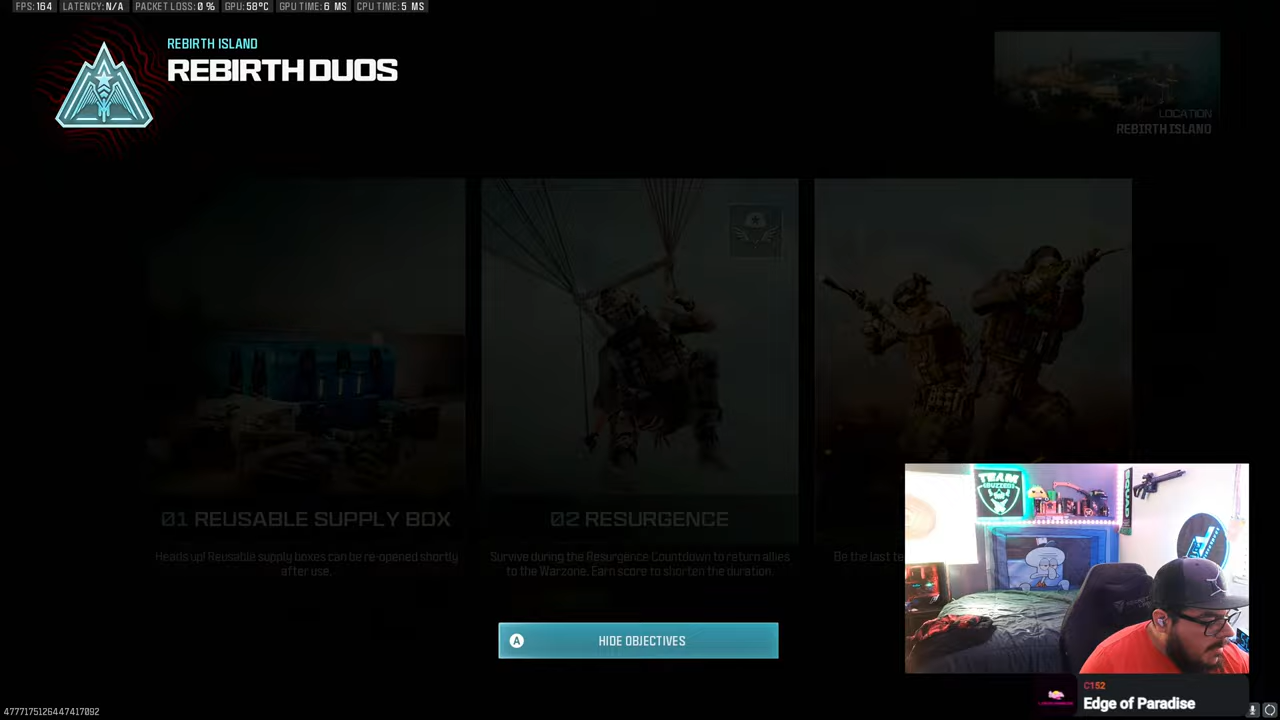 FPS: 164 LATENCY: N/A PACKET LOSS: 0 % GPU: 58°C GPU TIME: 6 MS CPU TIME: 5 MS
REBIRTH ISLAND
REBIRTH DUOS
LOCATION
REBIRTH ISLAND
01 REUSABLE SUPPLY BOX
Heads up! Reusable supply boxes can be re-opened shortly
after use.
02 RESURGENCE
Survive during the Resurgence Countdown to return allies
to the Warzone. Earn score to shorten the duration.
Be the last
A HIDE OBJECTIVES
TEAM
SQUAD
C152
Edge of Paradise
4777175126447417092